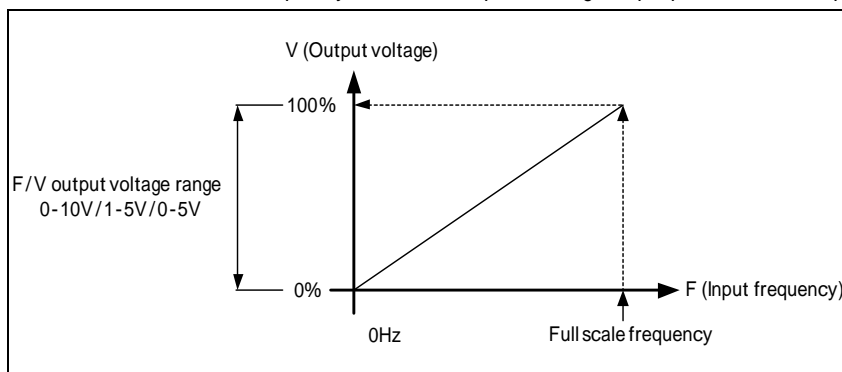 V (Output voltage)
100%
F/V output voltage range
0-10V/1-5V/0-5V
0%
F (Input frequency)
0Hz
Full scale frequency